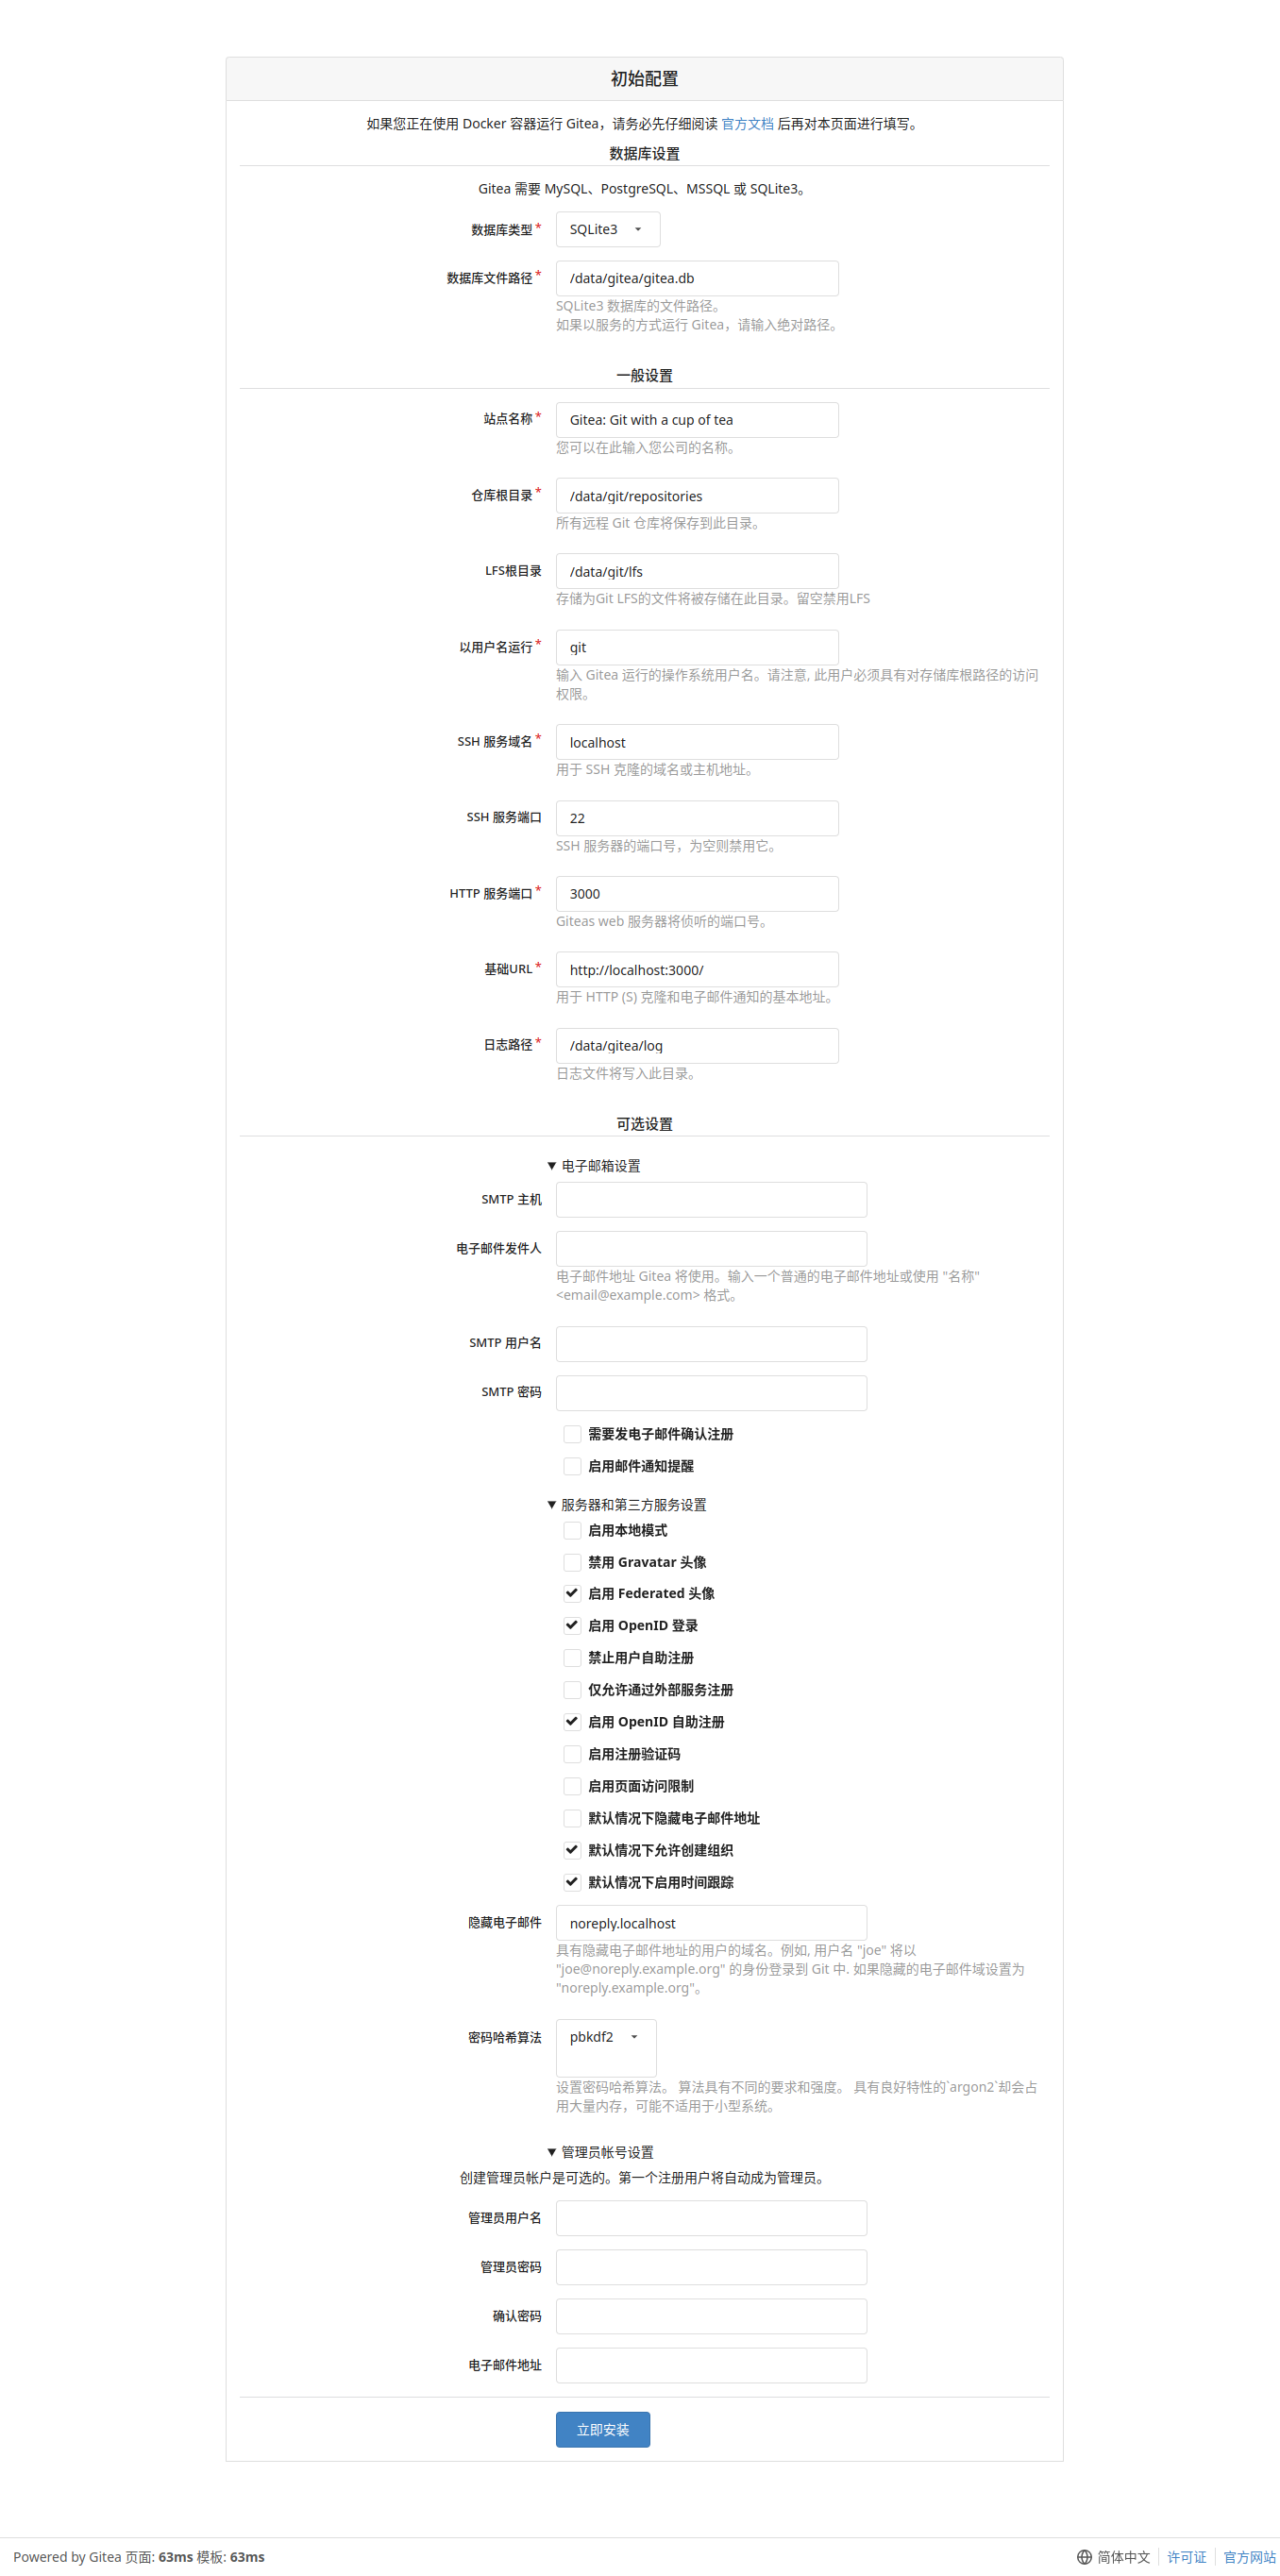 初始配置
如果您正在使用 Docker 容器运行 Gitea，请务必先仔细阅读 官方文档 后再对本页面进行填写。
数据库设置
Gitea 需要 MySQL、PostgreSQL、MSSQL 或 SQLite3。
数据库类型* SQLite3
数据库文件路径* /data/gitea/gitea.db
SQLite3 数据库的文件路径。
如果以服务的方式运行 Gitea，请输入绝对路径。
一般设置
站点名称* Gitea: Git with a cup of tea
您可以在此输入您公司的名称。
仓库根目录* /data/git/repositories
所有远程 Git 仓库将保存到此目录。
LFS根目录 /data/git/lfs
存储为Git LFS的文件将被存储在此目录。留空禁用LFS
以用户名运行* git
输入 Gitea 运行的操作系统用户名。请注意, 此用户必须具有对存储库根路径的访问
权限。
SSH 服务域名* localhost
用于 SSH 克隆的域名或主机地址。
SSH 服务端口 22
SSH 服务器的端口号，为空则禁用它。
HTTP 服务端口* 3000
Giteas web 服务器将侦听的端口号。
基础URL* http://localhost:3000/
用于 HTTP (S) 克隆和电子邮件通知的基本地址。
日志路径* /data/gitea/log
日志文件将写入此目录。
可选设置
电子邮箱设置
SMTP 主机
电子邮件发件人
电子邮件地址 Gitea 将使用。输入一个普通的电子邮件地址或使用 "名称"
<email@example.com> 格式。
SMTP 用户名
SMTP 密码
需要发电子邮件确认注册
启用邮件通知提醒
服务器和第三方服务设置
启用本地模式
禁用 Gravatar 头像
启用 Federated 头像
启用 OpenID 登录
禁止用户自助注册
仅允许通过外部服务注册
启用 OpenID 自助注册
启用注册验证码
启用页面访问限制
默认情况下隐藏电子邮件地址
默认情况下允许创建组织
默认情况下启用时间跟踪
隐藏电子邮件 noreply.localhost
具有隐藏电子邮件地址的用户的域名。例如, 用户名 "joe" 将以
"joe@noreply.example.org" 的身份登录到 Git 中. 如果隐藏的电子邮件域设置为
"noreply.example.org"。
密码哈希算法 pbkdf2
设置密码哈希算法。 算法具有不同的要求和强度。 具有良好特性的`argon2`却会占
用大量内存，可能不适用于小型系统。
管理员帐号设置
创建管理员帐户是可选的。第一个注册用户将自动成为管理员。
管理员用户名
管理员密码
确认密码
电子邮件地址
立即安装
Powered by Gitea 页面: 63ms 模板: 63ms 简体中文 许可证 官方网站